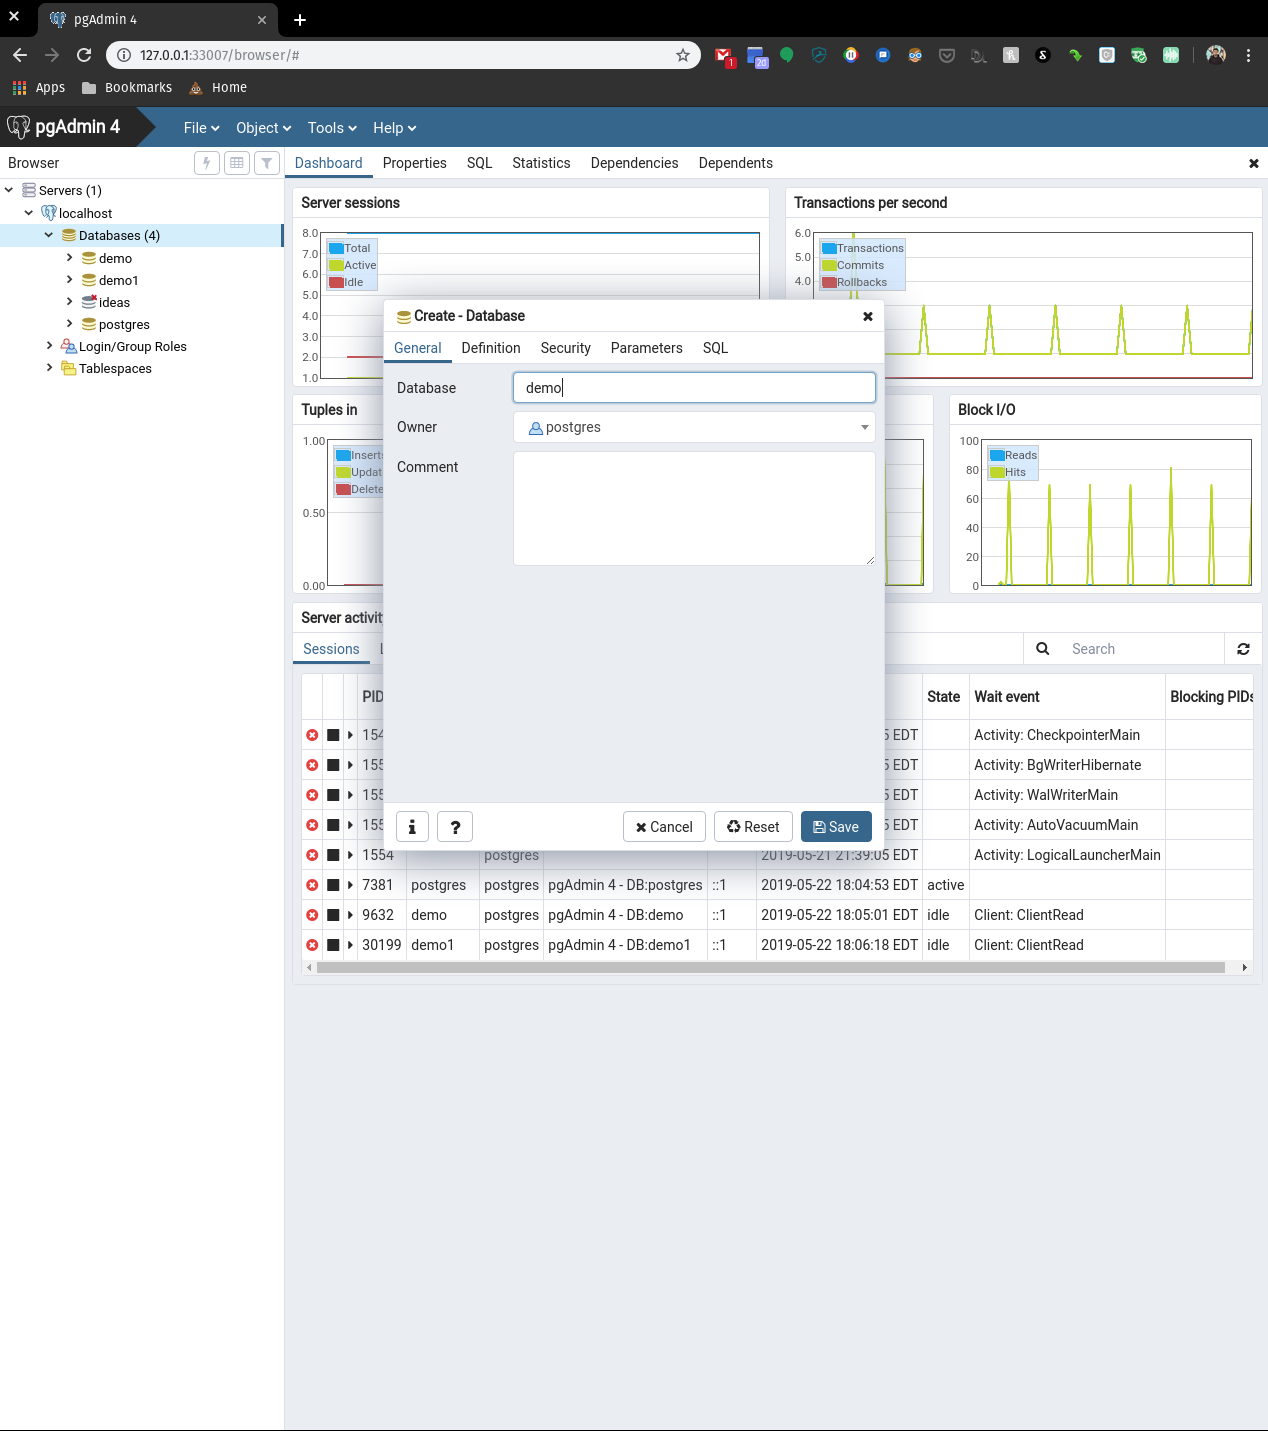 pgAdmin 4
127.0.0.1:33007/browser/#
1
20
Apps
Bookmarks
Home
pgAdmin 4
File
Object
Tools
Help
Browser
Dashboard
Properties
SQL
Statistics
Dependencies
Dependents
Servers (1)
localhost
Databases (4)
demo
demo1
ideas
postgres
Login/Group Roles
Tablespaces
Server sessions
8.0
7.0
6.0
5.0
4.0
3.0
2.0
1.0
Total
Active
Idle
Transactions per second
6.0
5.0
4.0
Transactions
Commits
Rollbacks
Create - Database
General
Definition
Security
Parameters
SQL
Database
demo
Owner
postgres
Comment
i
?
Cancel
Reset
Save
Tuples in
1.00
0.50
0.00
Inserts
Updat
Delete
Block I/O
100
80
60
40
20
0
Reads
Hits
Server activit
Sessions
L
Search
PID
State
Wait event
Blocking PIDs
154
5 EDT
Activity: CheckpointerMain
155
5 EDT
Activity: BgWriterHibernate
155
5 EDT
Activity: WalWriterMain
155
5 EDT
Activity: AutoVacuumMain
1554 postgres 2019-05-21 21:39:05 EDT Activity: LogicalLauncherMain
7381 postgres postgres pgAdmin 4 - DB:postgres ::1 2019-05-22 18:04:53 EDT active
9632 demo postgres pgAdmin 4 - DB:demo ::1 2019-05-22 18:05:01 EDT idle Client: ClientRead
30199 demo1 postgres pgAdmin 4 - DB:demo1 ::1 2019-05-22 18:06:18 EDT idle Client: ClientRead